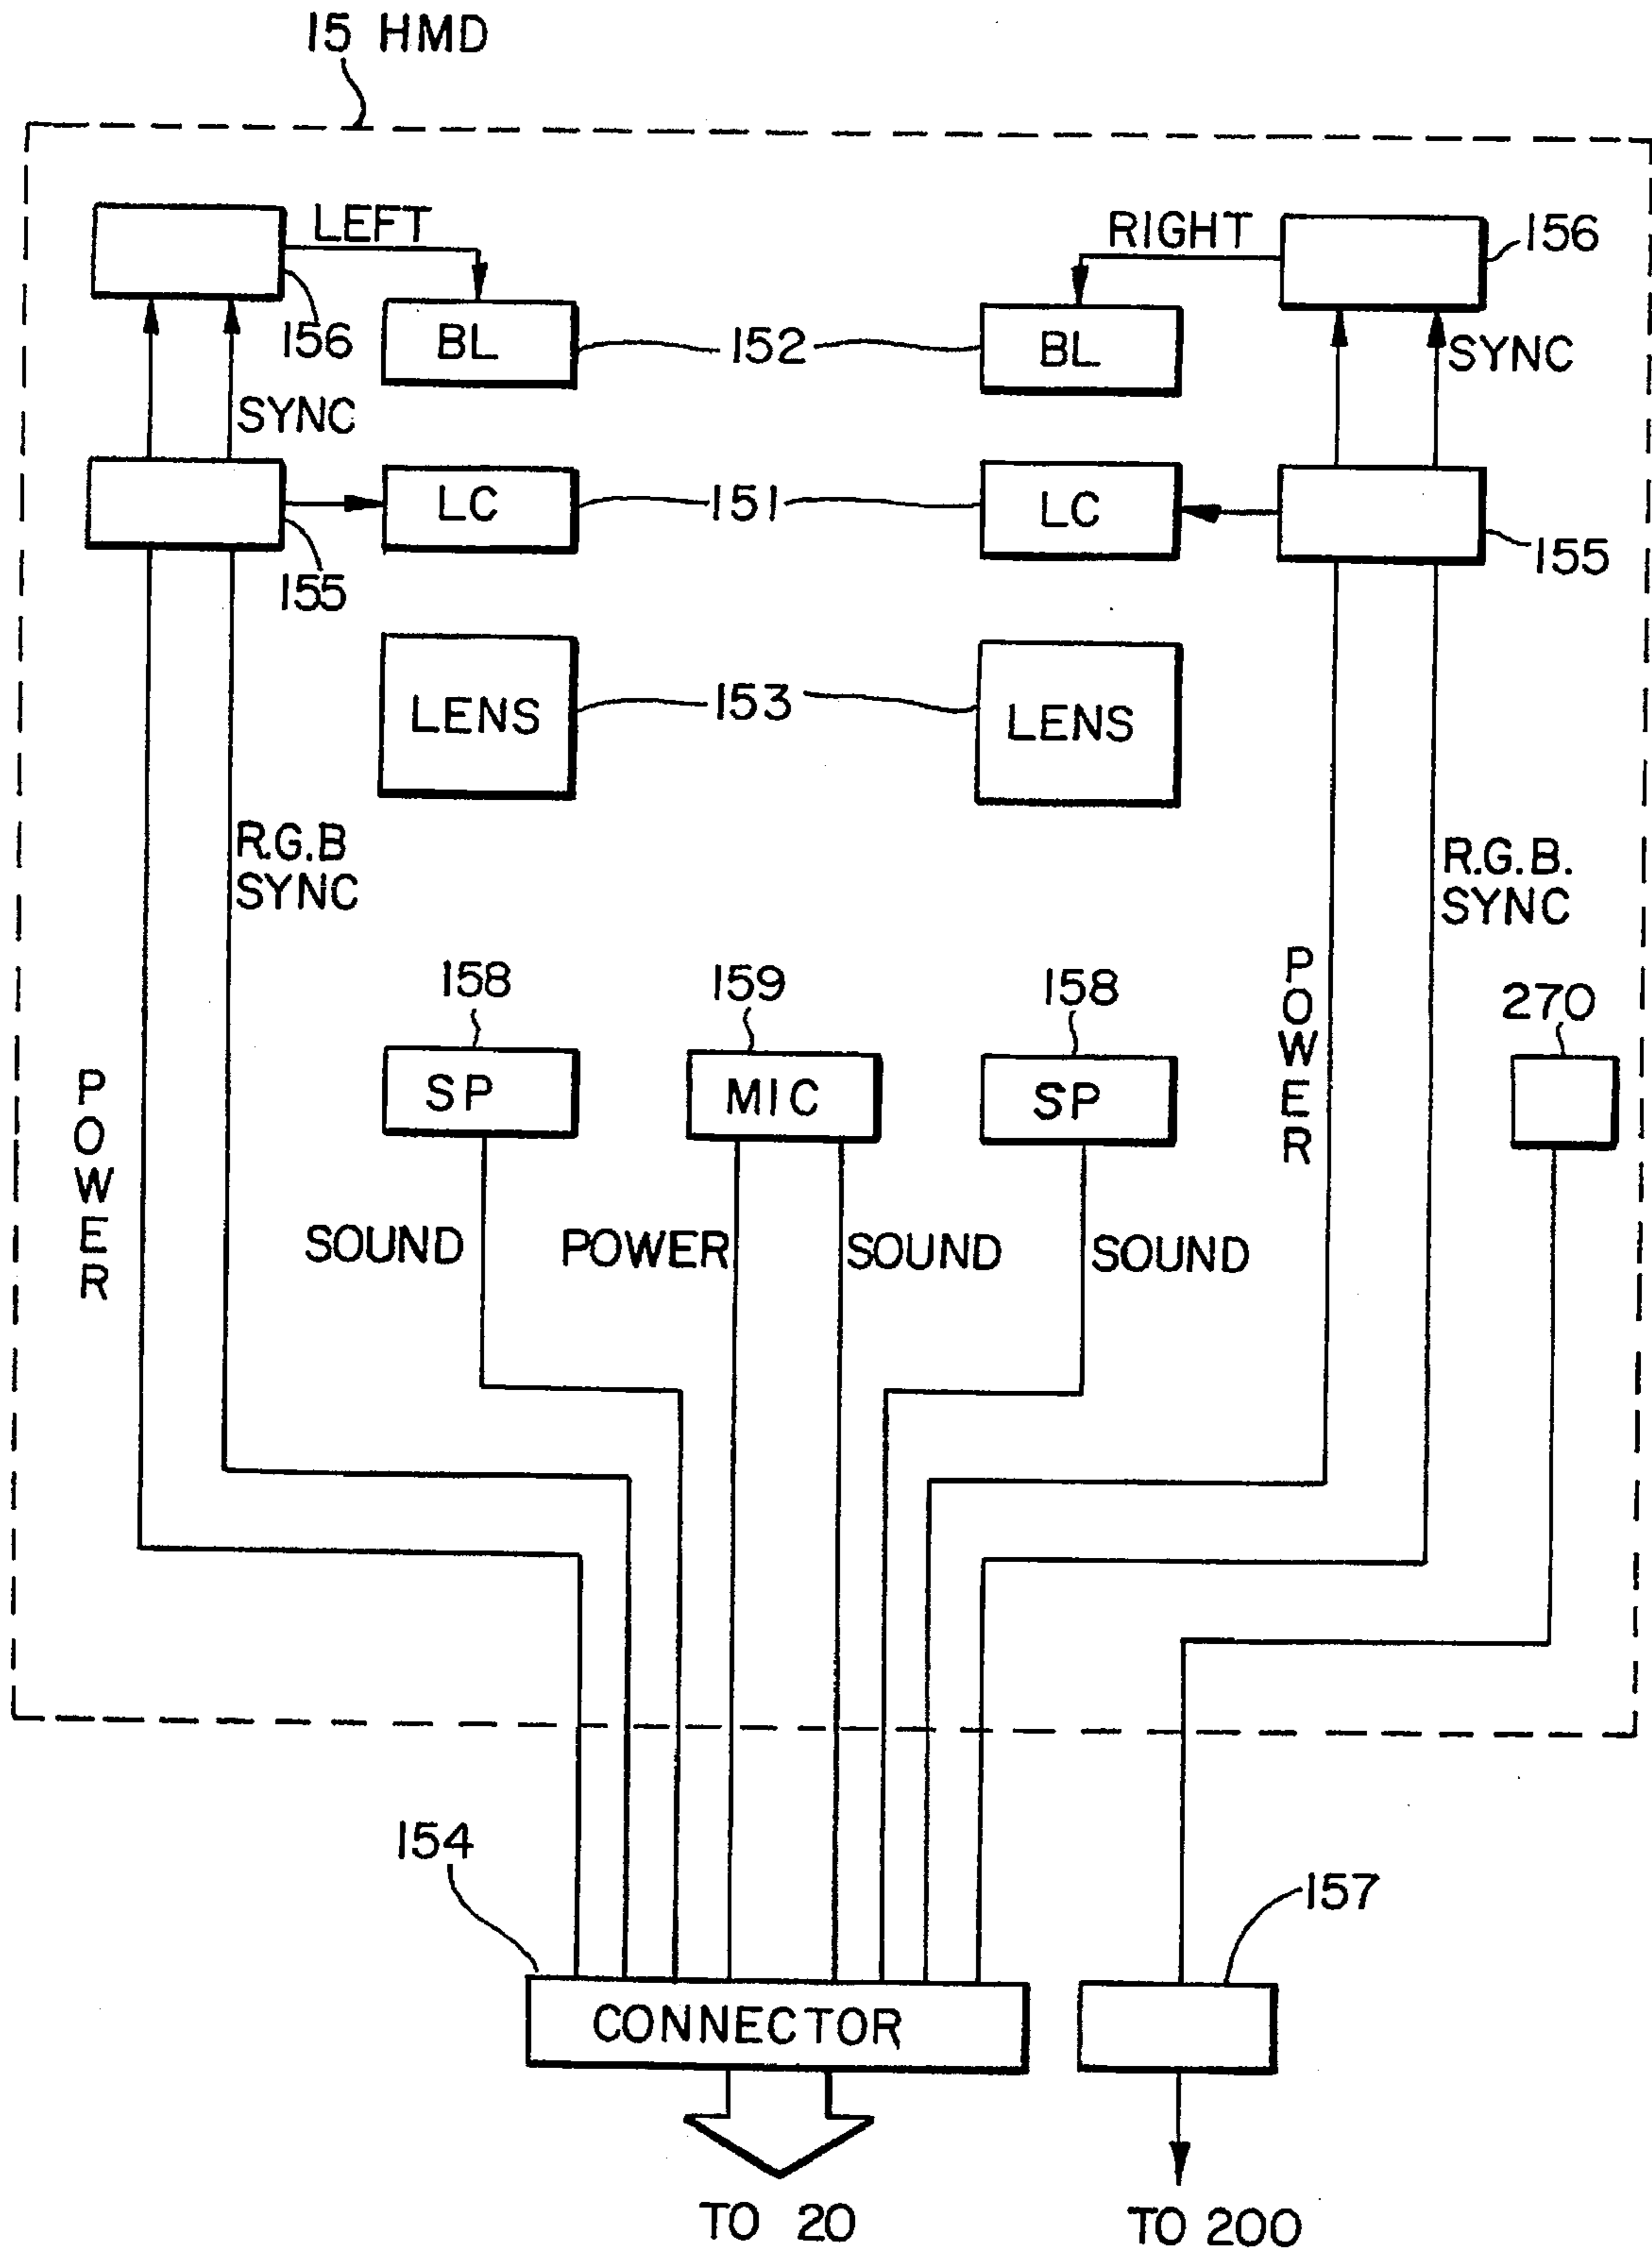 15 HMD
LEFT
RIGHT
156
156
BL
152
BL
SYNC
SYNC
LC
151
LC
155
155
LENS
153
LENS
R.G.B
SYNC
R.G.B.
SYNC
POWER
POWER
158
159
158
270
SP
MIC
SP
SOUND
POWER
SOUND
SOUND
154
157
CONNECTOR
TO 20
TO 200